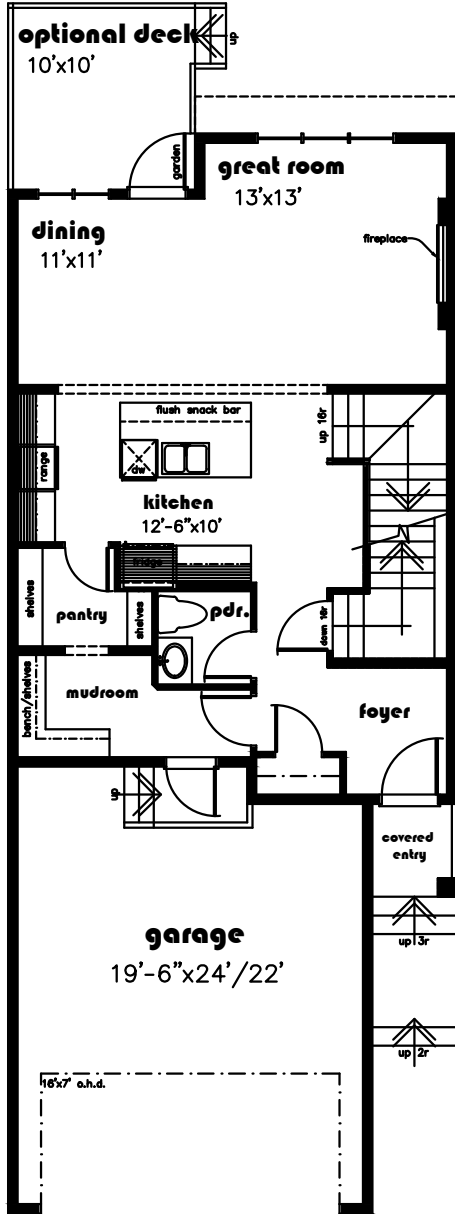 optional deck
10'x10'
up
garden
great room
13'x13'
dining
11'x11'
fireplace
flush snack bar
up 16r
range
dw
kitchen
12'-6"x10'
fridge
shelves
pantry
shelves
pdr.
down 16r
bench/shelves
mudroom
foyer
up
covered
entry
garage
19'-6"x24'/22'
up 3r
up 2r
16'x7' o.h.d.